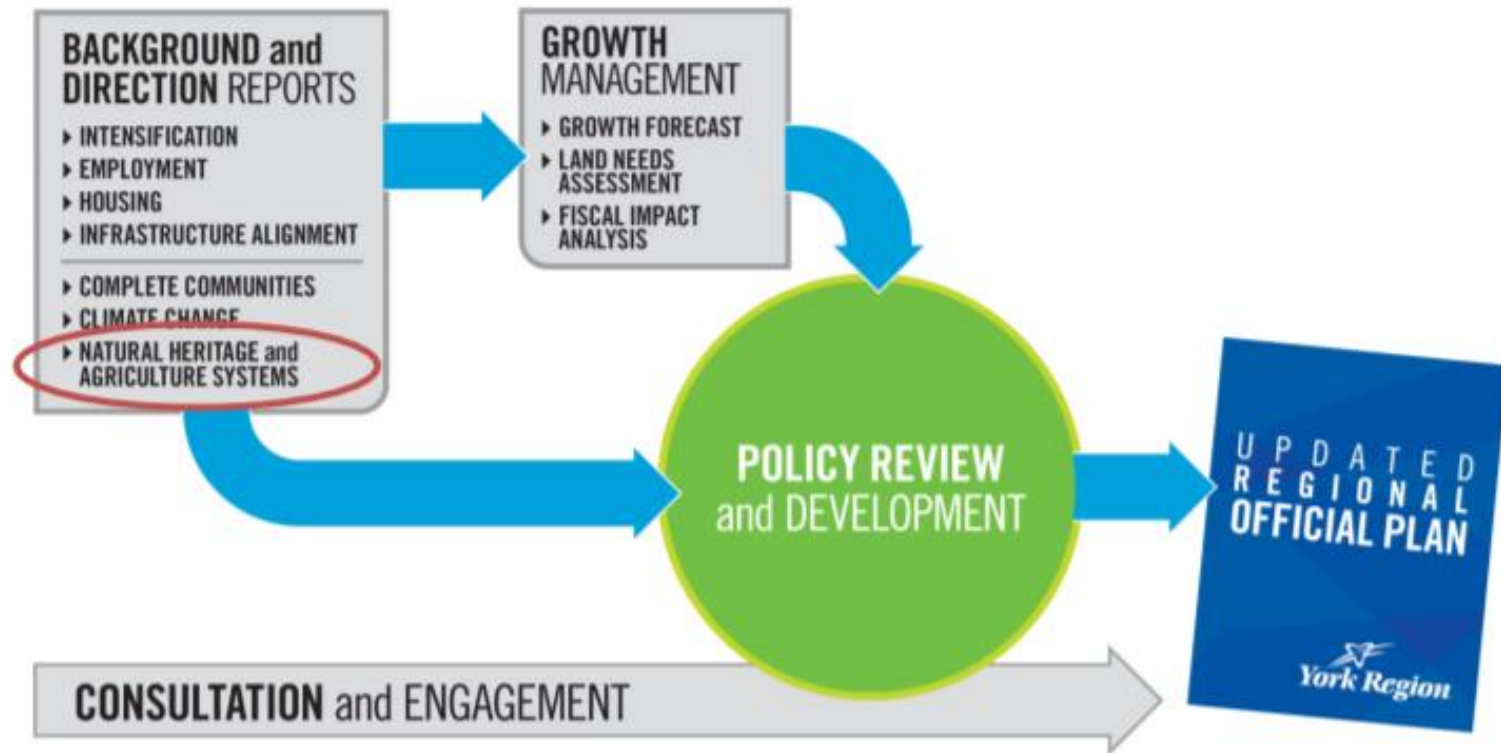 BACKGROUND and
DIRECTION REPORTS
INTENSIFICATION
EMPLOYMENT
HOUSING
INFRASTRUCTURE ALIGNMENT
COMPLETE COMMUNITIES
CLIMATE CHANGE
NATURAL HERITAGE and
AGRICULTURE SYSTEMS
GROWTH
MANAGEMENT
GROWTH FORECAST
LAND NEEDS
ASSESSMENT
FISCAL IMPACT
ANALYSIS
POLICY REVIEW
and DEVELOPMENT
UPDATED
REGIONAL
OFFICIAL PLAN
York Region
CONSULTATION and ENGAGEMENT